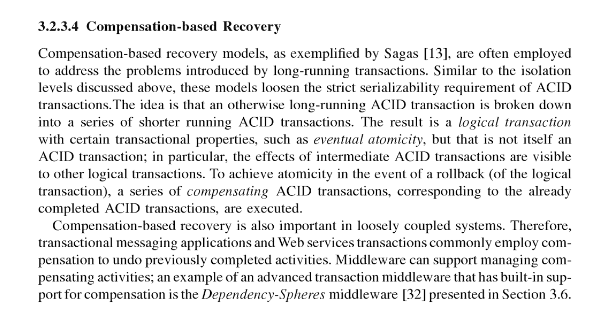 3.2.3.4 Compensation-based Recovery
Compensation-based recovery models, as exemplified by Sagas [13], are often employed
to address the problems introduced by long-running transactions. Similar to the isolation
levels discussed above, these models loosen the strict serializability requirement of ACID
transactions.The idea is that an otherwise long-running ACID transaction is broken down
into a series of shorter running ACID transactions. The result is a logical transaction
with certain transactional properties, such as eventual atomicity, but that is not itself an
ACID transaction; in particular, the effects of intermediate ACID transactions are visible
to other logical transactions. To achieve atomicity in the event of a rollback (of the logical
transaction), a series of compensating ACID transactions, corresponding to the already
completed ACID transactions, are executed.
Compensation-based recovery is also important in loosely coupled systems. Therefore,
transactional messaging applications and Web services transactions commonly employ com-
pensation to undo previously completed activities. Middleware can support managing com-
pensating activities; an example of an advanced transaction middleware that has built-in sup-
port for compensation is the Dependency-Spheres middleware [32] presented in Section 3.6.